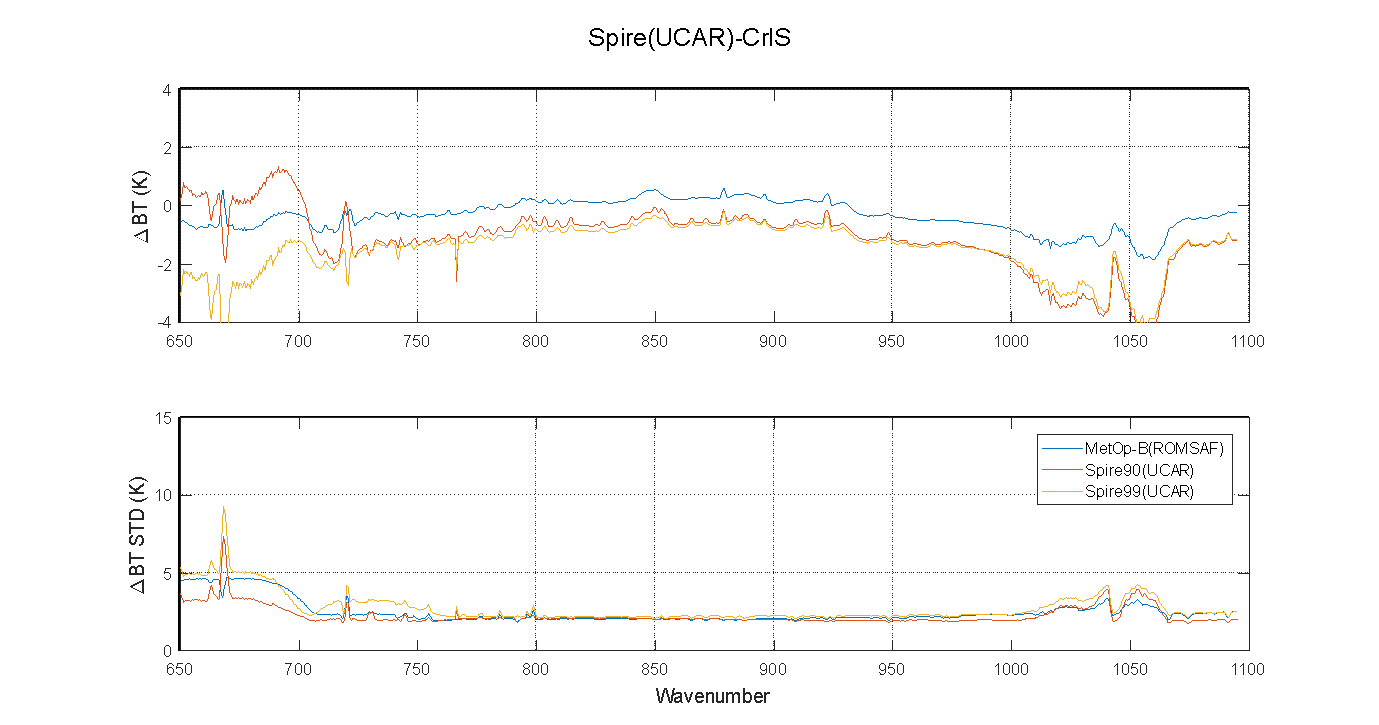 Spire(UCAR)-CrIS
4
2
0
-2
-4
Δ BT (K)
650 700 750 800 850 900 950 1000 1050 1100
15
10
5
0
Δ BT STD (K)
MetOp-B(ROMSAF)
Spire90(UCAR)
Spire99(UCAR)
650 700 750 800 850 900 950 1000 1050 1100
Wavenumber